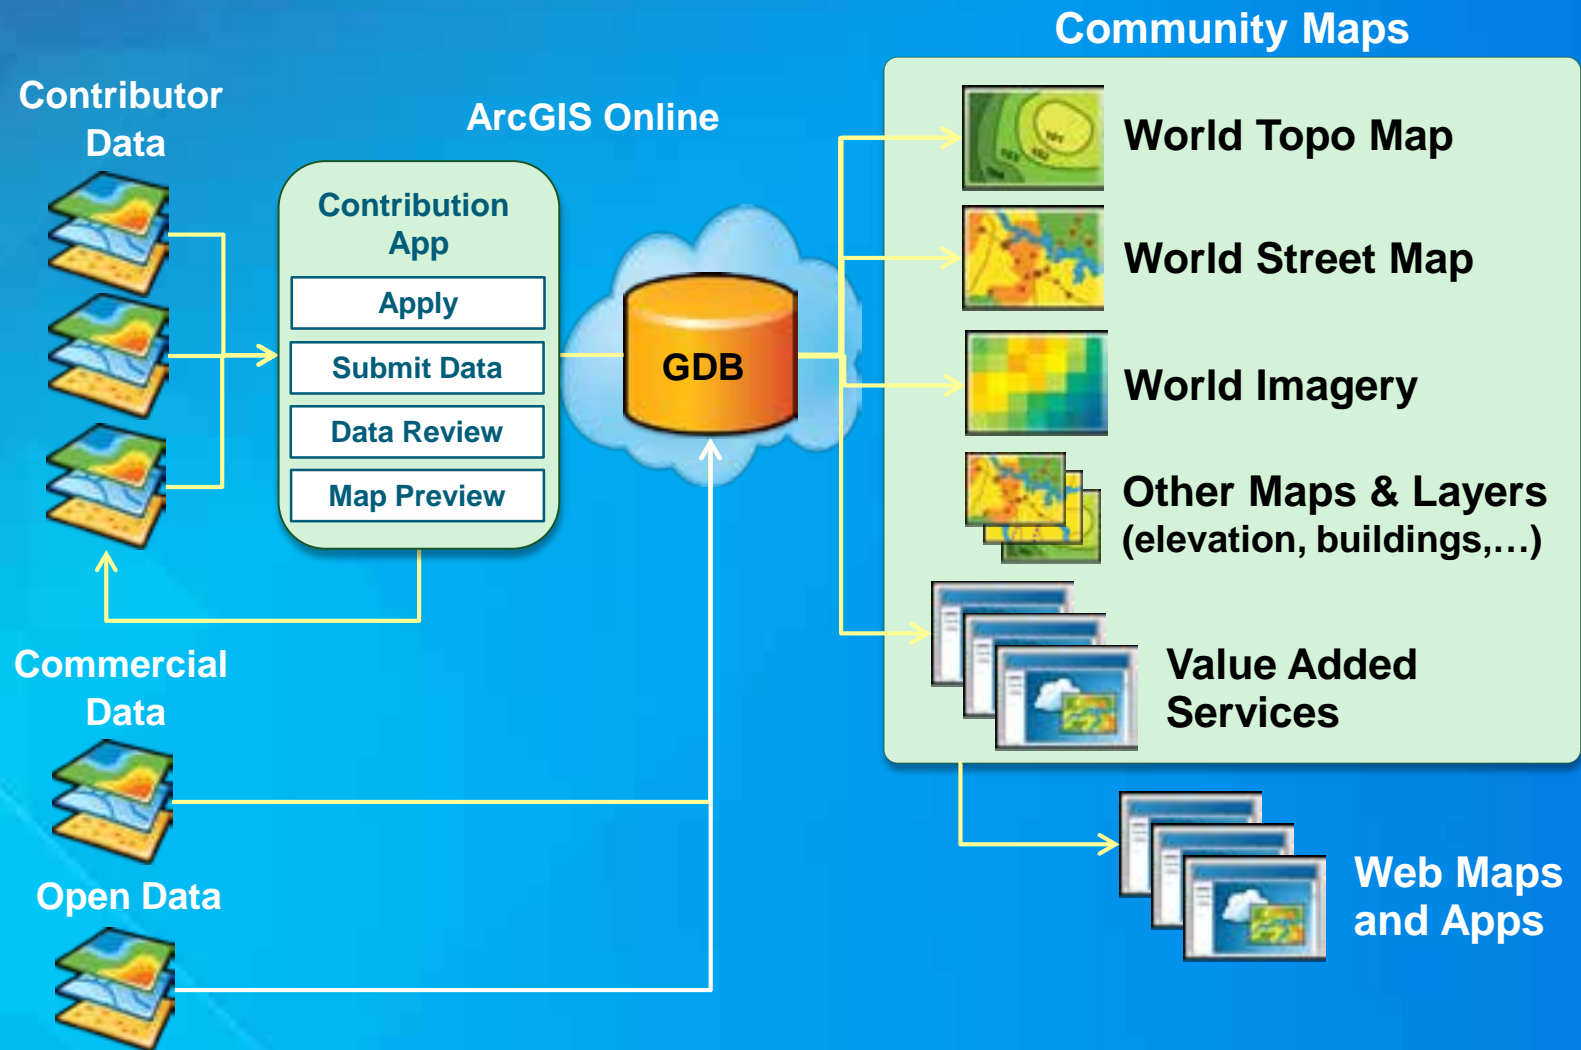 Community Maps
Contributor
Data
ArcGIS Online
Contribution
App
Apply
Submit Data
Data Review
Map Preview
GDB
World Topo Map
World Street Map
World Imagery
Other Maps & Layers
(elevation, buildings,...)
Value Added
Services
Commercial
Data
Open Data
Web Maps
and Apps